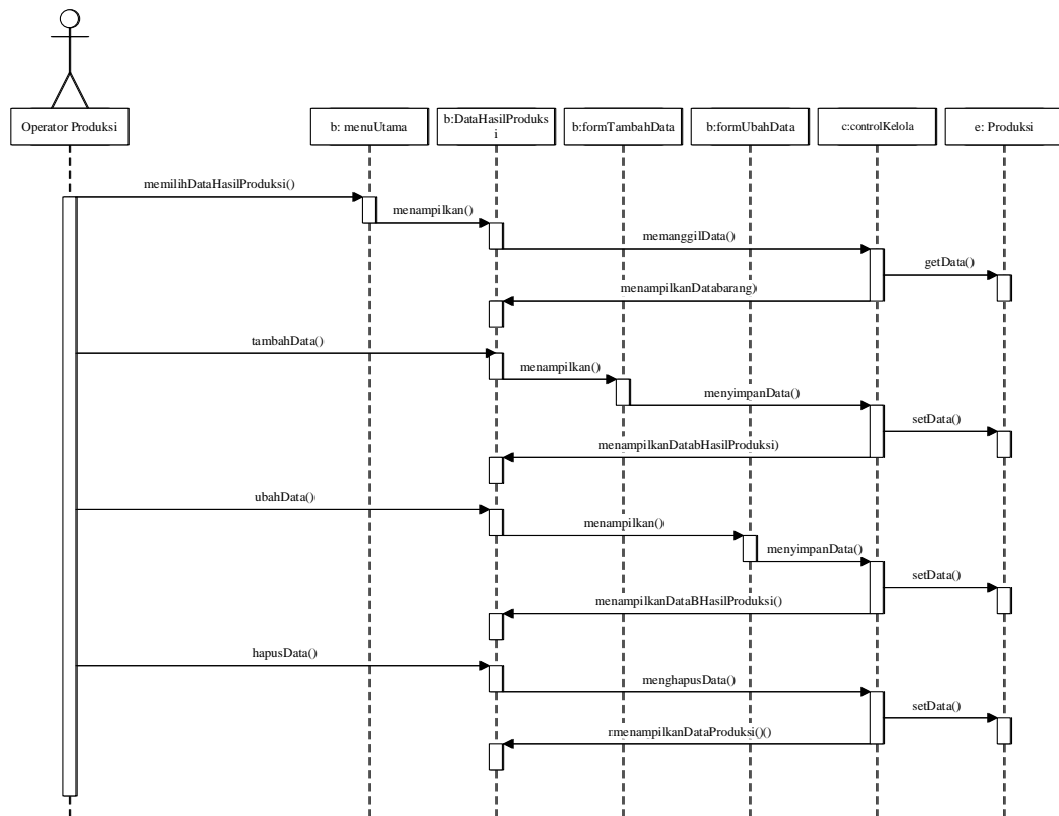 Operator Produksi
b: menuUtama
b:DataHasilProduks
i
b:formTambahData
b:formUbahData
c:controlKelola
e: Produksi
memilihDataHasilProduksi()
menampilkan()
memanggilData()
getData()
menampilkanDatabarang)
tambahData()
menampilkan()
menyimpanData()
setData()
menampilkanDatabHasilProduksi)
ubahData()
menampilkan()
menyimpanData()
setData()
menampilkanDataBHasilProduksi()
hapusData()
menghapusData()
setData()
rmenampilkanDataProduksi()()